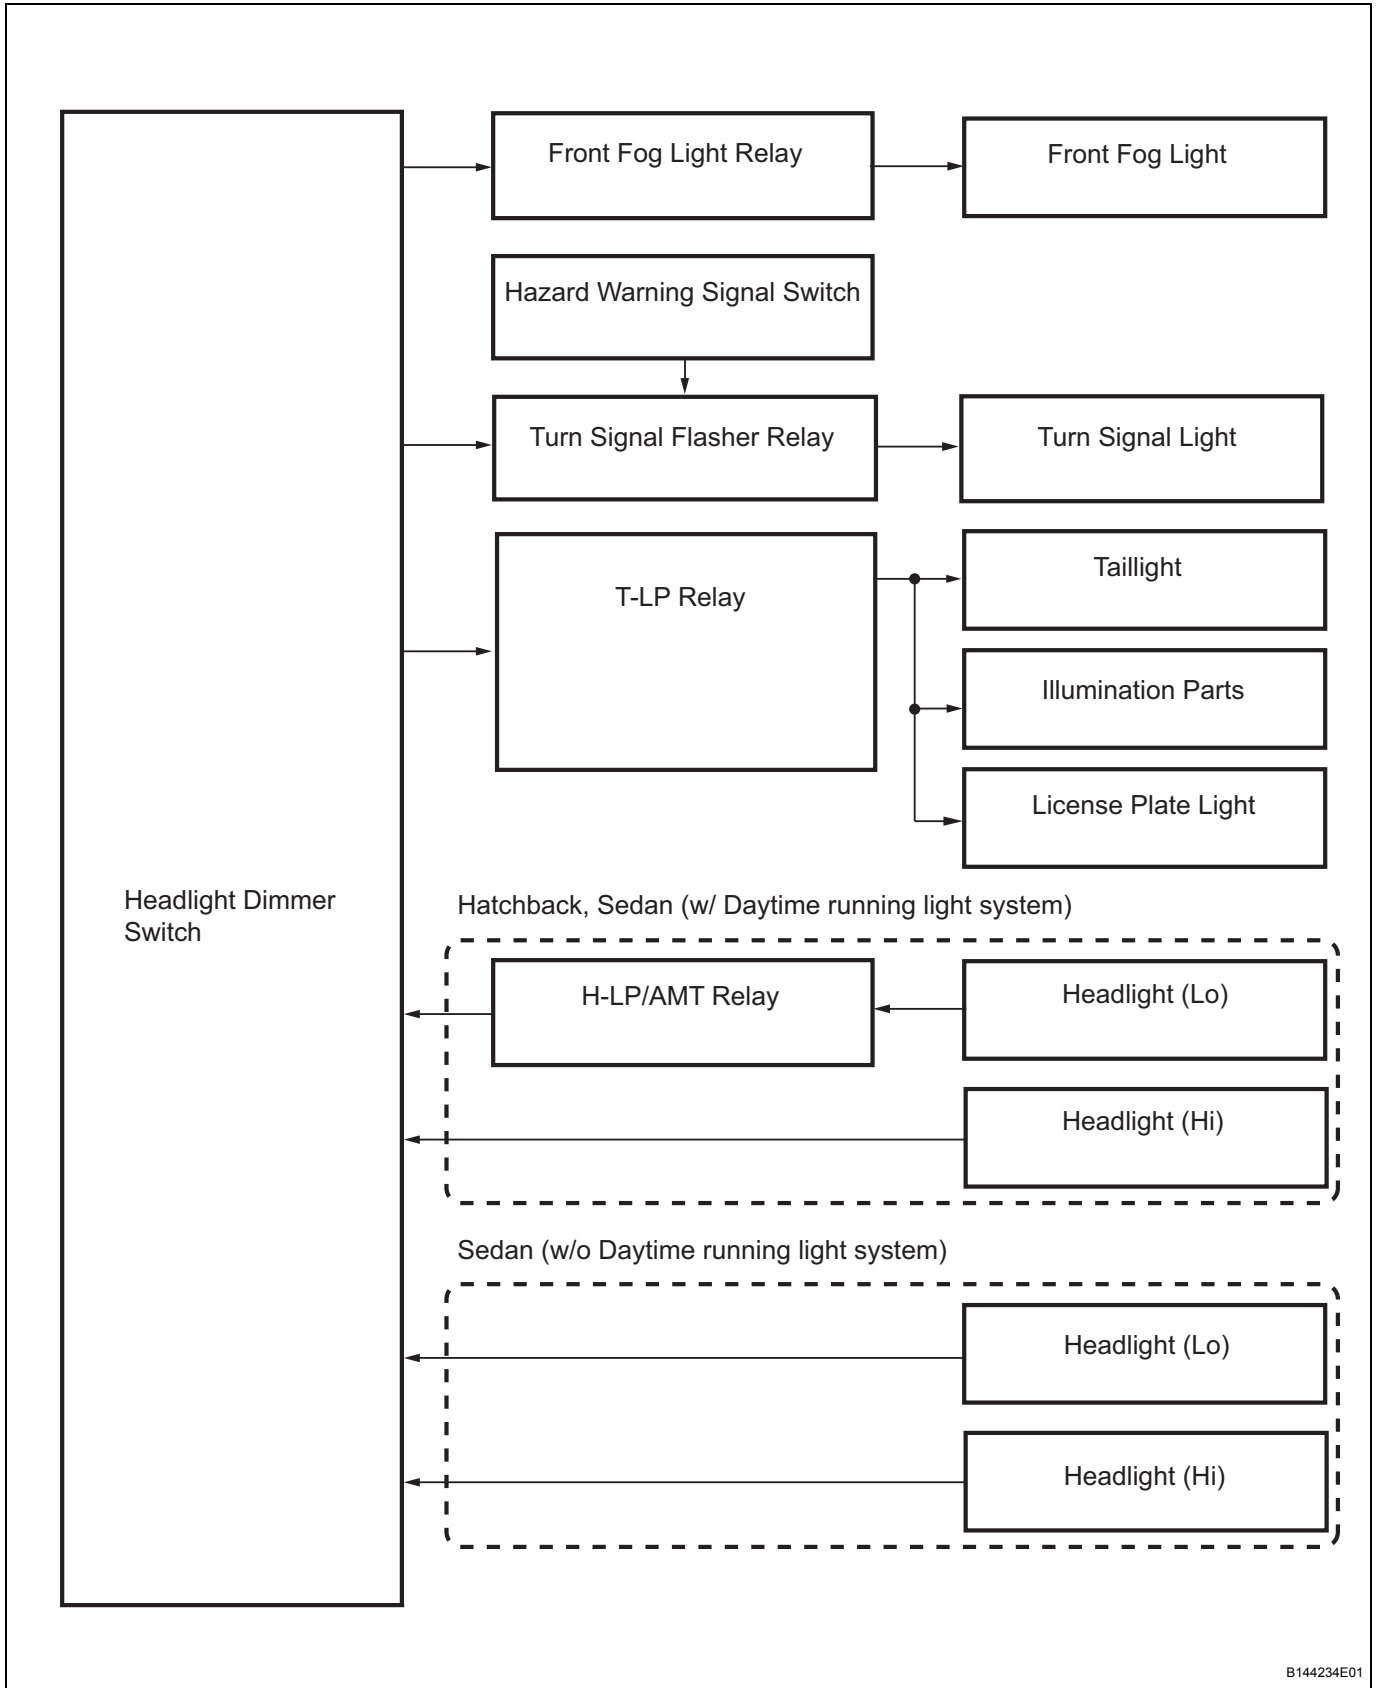 Front Fog Light Relay
Front Fog Light
Hazard Warning Signal Switch
Turn Signal Flasher Relay
Turn Signal Light
T-LP Relay
Taillight
Illumination Parts
License Plate Light
Headlight Dimmer
Switch
Hatchback, Sedan (w/ Daytime running light system)
H-LP/AMT Relay
Headlight (Lo)
Headlight (Hi)
Sedan (w/o Daytime running light system)
Headlight (Lo)
Headlight (Hi)
B144234E01